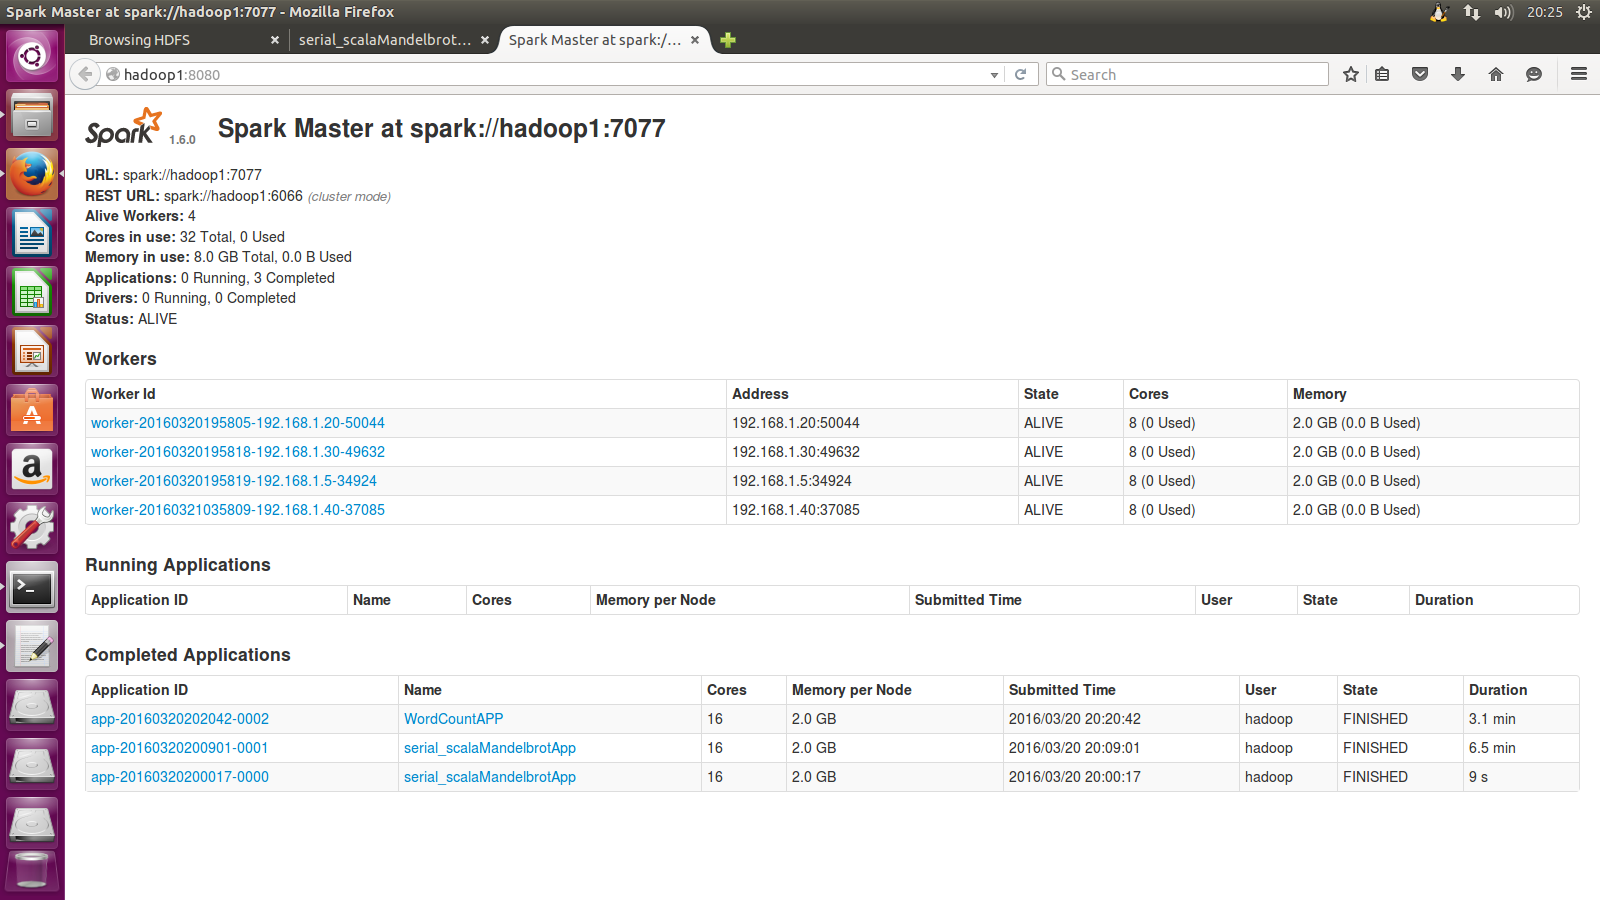 Spark Master at spark://hadoop1:7077 - Mozilla Firefox
20:25
Browsing HDFS
serial_scalaMandelbrot...
Spark Master at spark:/...
hadoop1:8080
Search
Spark 1.6.0
Spark Master at spark://hadoop1:7077
URL: spark://hadoop1:7077
REST URL: spark://hadoop1:6066 (cluster mode)
Alive Workers: 4
Cores in use: 32 Total, 0 Used
Memory in use: 8.0 GB Total, 0.0 B Used
Applications: 0 Running, 3 Completed
Drivers: 0 Running, 0 Completed
Status: ALIVE
Workers
Worker Id Address State Cores Memory
worker-20160320195805-192.168.1.20-50044 192.168.1.20:50044 ALIVE 8 (0 Used) 2.0 GB (0.0 B Used)
worker-20160320195818-192.168.1.30-49632 192.168.1.30:49632 ALIVE 8 (0 Used) 2.0 GB (0.0 B Used)
worker-20160320195819-192.168.1.5-34924 192.168.1.5:34924 ALIVE 8 (0 Used) 2.0 GB (0.0 B Used)
worker-20160321035809-192.168.1.40-37085 192.168.1.40:37085 ALIVE 8 (0 Used) 2.0 GB (0.0 B Used)
Running Applications
Application ID Name Cores Memory per Node Submitted Time User State Duration
Completed Applications
Application ID Name Cores Memory per Node Submitted Time User State Duration
app-20160320202042-0002 WordCountAPP 16 2.0 GB 2016/03/20 20:20:42 hadoop FINISHED 3.1 min
app-20160320200901-0001 serial_scalaMandelbrotApp 16 2.0 GB 2016/03/20 20:09:01 hadoop FINISHED 6.5 min
app-20160320200017-0000 serial_scalaMandelbrotApp 16 2.0 GB 2016/03/20 20:00:17 hadoop FINISHED 9 s